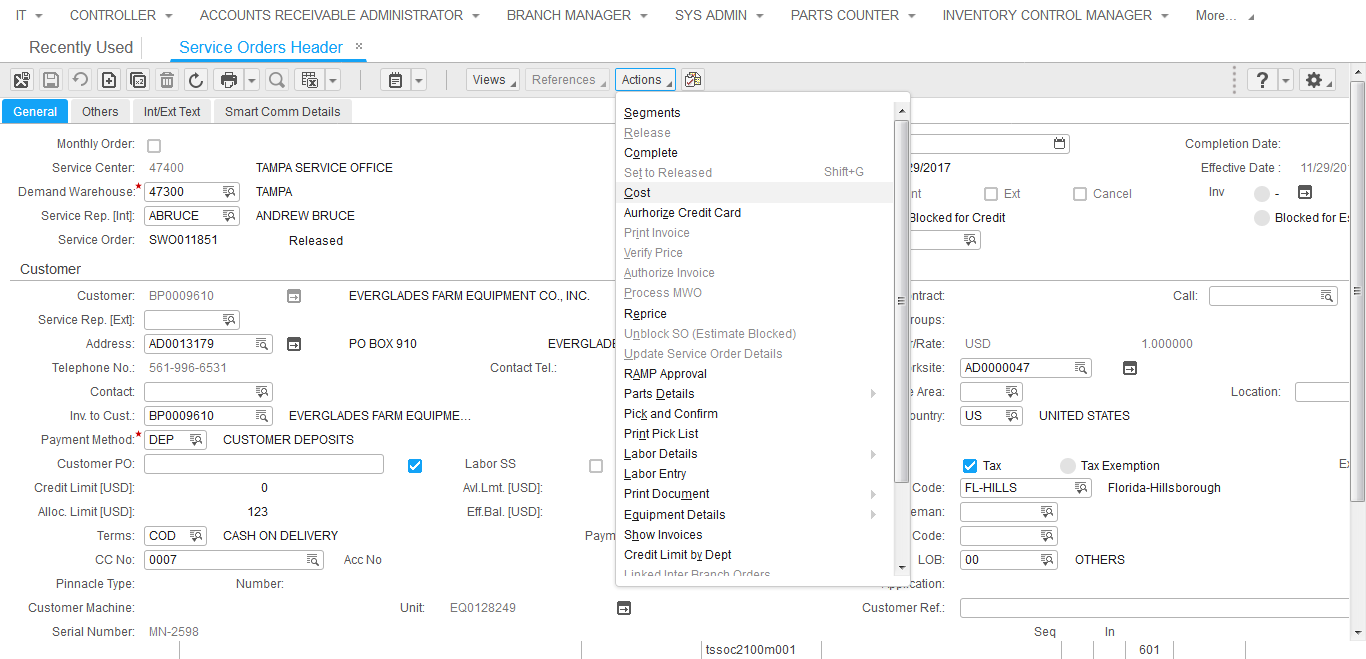 IT CONTROLLER ACCOUNTS RECEIVABLE ADMINISTRATOR BRANCH MANAGER SYS ADMIN PARTS COUNTER INVENTORY CONTROL MANAGER More...
Recently Used Service Orders Header ×
Views References Actions ?
General Others Int/Ext Text Smart Comm Details
Monthly Order: Completion Date:
Service Center: 47400 TAMPA SERVICE OFFICE 29/2017 Effective Date : 11/29/201
Demand Warehouse:* 47300 TAMPA nt Ext Cancel Inv -
Service Rep. [Int]: ABRUCE ANDREW BRUCE Blocked for Credit Blocked for Es
Service Order: SWO011851 Released
Customer
Customer: BP0009610 EVERGLADES FARM EQUIPMENT CO., INC. ntract: Call:
Service Rep. [Ext]: roups:
Address: AD0013179 PO BOX 910 EVERGLADE r/Rate: USD 1.000000
Telephone No.: 561-996-6531 Contact Tel.: rksite: AD0000047
Contact: e Area: Location:
Inv. to Cust.: BP0009610 EVERGLADES FARM EQUIPME... ountry: US UNITED STATES
Payment Method:* DEP CUSTOMER DEPOSITS
Customer PO: Labor SS Tax Tax Exemption Ex
Credit Limit [USD]: 0 Avl.Lmt. [USD]: Code: FL-HILLS Florida-Hillsborough
Alloc. Limit [USD]: 123 Eff.Bal. [USD]: eman:
Terms: COD CASH ON DELIVERY Paym Code:
CC No: 0007 Acc No LOB: 00 OTHERS
Pinnacle Type: Number: Application:
Customer Machine: Unit: EQ0128249 Customer Ref.:
Serial Number: MN-2598 Seq In
Segments
Release
Complete
Set to Released Shift+G
Cost
Aurhorize Credit Card
Print Invoice
Verify Price
Authorize Invoice
Process MWO
Reprice
Unblock SO (Estimate Blocked)
Update Service Order Details
RAMP Approval
Parts Details
Pick and Confirm
Print Pick List
Labor Details
Labor Entry
Print Document
Equipment Details
Show Invoices
Credit Limit by Dept
Linked Inter Branch Orders
tssoc2100m001 601